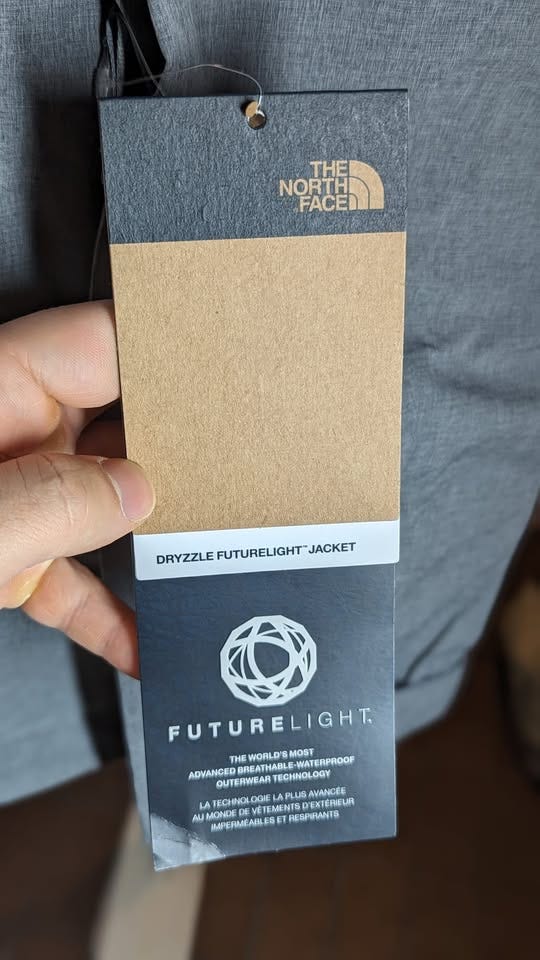 THE
NORTH
FACE
DRYZZLE FUTURELIGHT™ JACKET
FUTURELIGHT.
THE WORLD'S MOST
ADVANCED BREATHABLE-WATERPROOF
OUTERWEAR TECHNOLOGY
LA TECHNOLOGIE LA PLUS AVANCÉE
AU MONDE DE VÊTEMENTS D'EXTÉRIEUR
IMPERMÉABLES ET RESPIRANTS